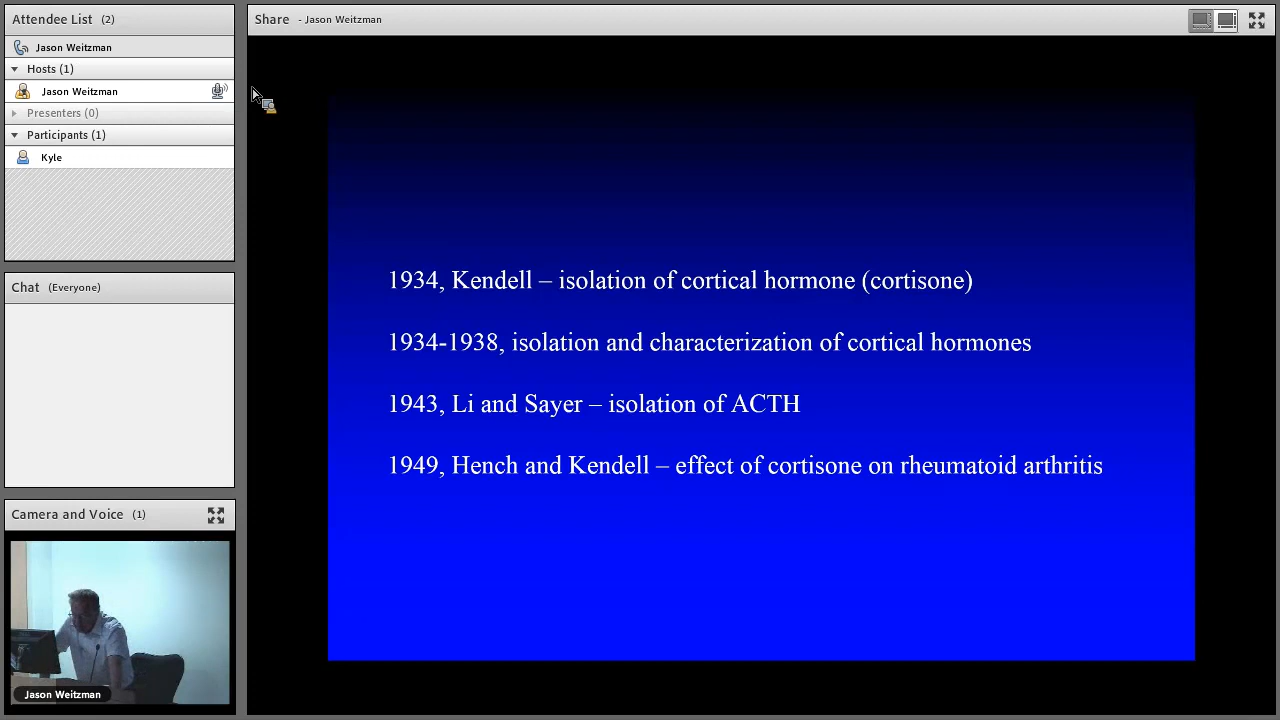 Attendee List (2)
Jason Weitzman
Hosts (1)
Jason Weitzman
Presenters (0)
Participants (1)
Kyle
Chat (Everyone)
Camera and Voice (1)
Jason Weitzman
Share - Jason Weitzman
1934, Kendell – isolation of cortical hormone (cortisone)
1934-1938, isolation and characterization of cortical hormones
1943, Li and Sayer – isolation of ACTH
1949, Hench and Kendell – effect of cortisone on rheumatoid arthritis